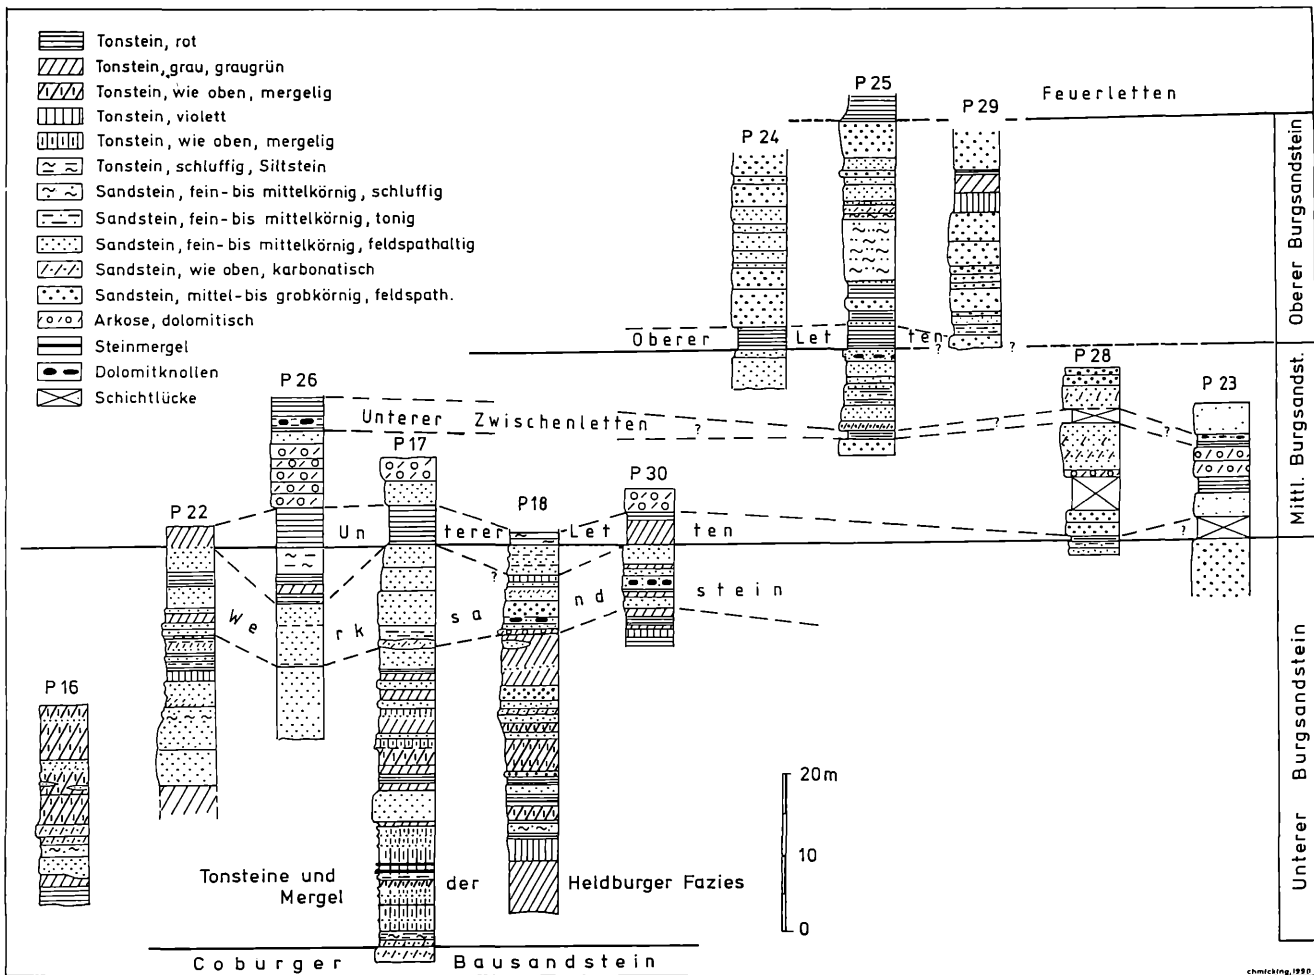 Tonstein, rot
Tonstein, grau, graugrün
Tonstein, wie oben, mergelig
Tonstein, violett
Tonstein, wie oben, mergelig
Tonstein, schluffig, Siltstein
Sandstein, fein-bis mittelkörnig, schluffig
Sandstein, fein-bis mittelkörnig, tonig
Sandstein, fein-bis mittelkörnig, feldspathaltig
Sandstein, wie oben, karbonatisch
Sandstein, mittel-bis grobkörnig, feldspath.
Arkose, dolomitisch
Steinmergel
Dolomitknollen
Schichtlücke
P 25
P 29
Feuerletten
P 24
Oberer Burgsandstein
Oberer Letten
? ?
P 28
P 26
P 23
Unterer Zwischenletten ? ? ?
Mittl. Burgsandst.
P 17
P 30
P 18
P 22
Unterer Letten
?
?
Werksandstein
P 16
Unterer Burgsandstein
20m
10
0
Tonsteine und Mergel der Heldburger Fazies
Coburger Bausandstein
chmicking, 1990